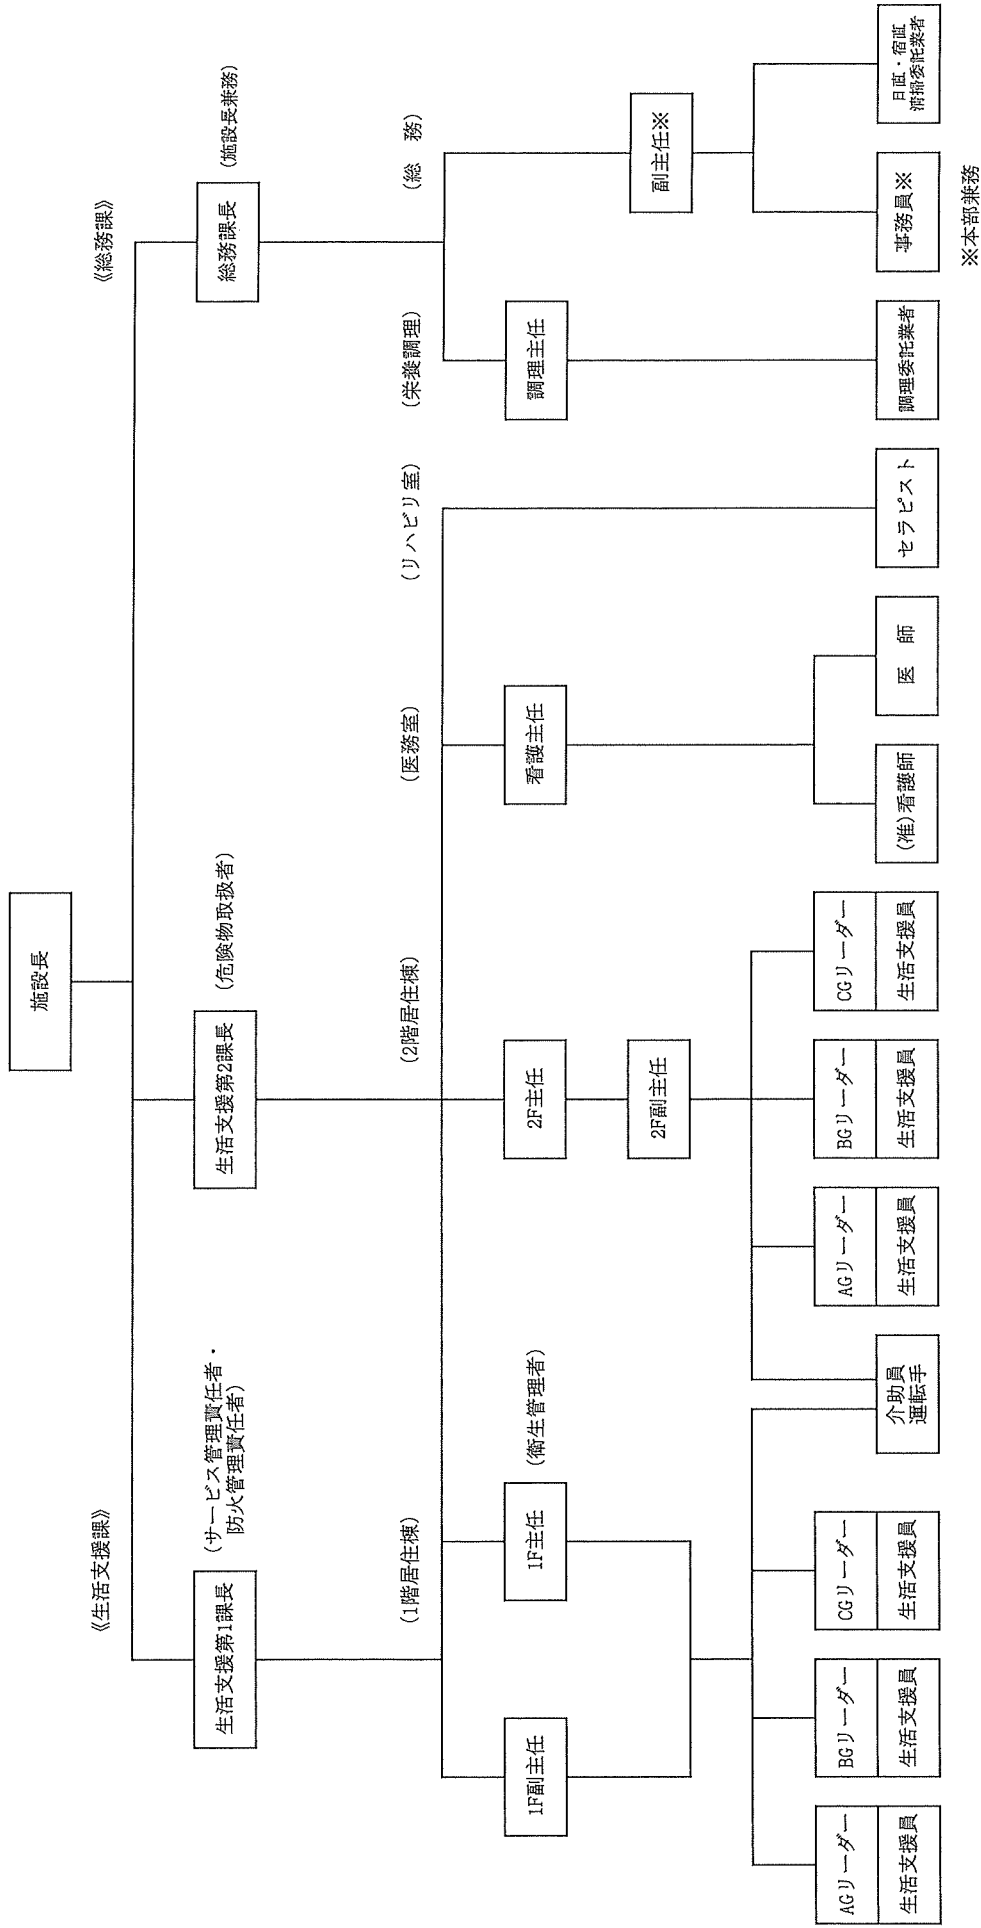 施設長
《生活支援課》
《総務課》
生活支援第1課長
(サービス管理責任者・
防火管理責任者)
生活支援第2課長
(危険物取扱者)
総務課長
(施設長兼務)
(1階居住棟)
(2階居住棟)
(医務室)
(リハビリ室)
(栄養調理)
(総 務)
1F副主任
1F主任
(衛生管理者)
2F主任
看護主任
調理主任
2F副主任
副主任※
AGリーダー
生活支援員
BGリーダー
生活支援員
CGリーダー
生活支援員
介助員
運転手
AGリーダー
生活支援員
BGリーダー
生活支援員
CGリーダー
生活支援員
(准)看護師
医 師
セラピスト
調理委託業者
事務員※
日直・宿直
清掃委託業者
※本部兼務